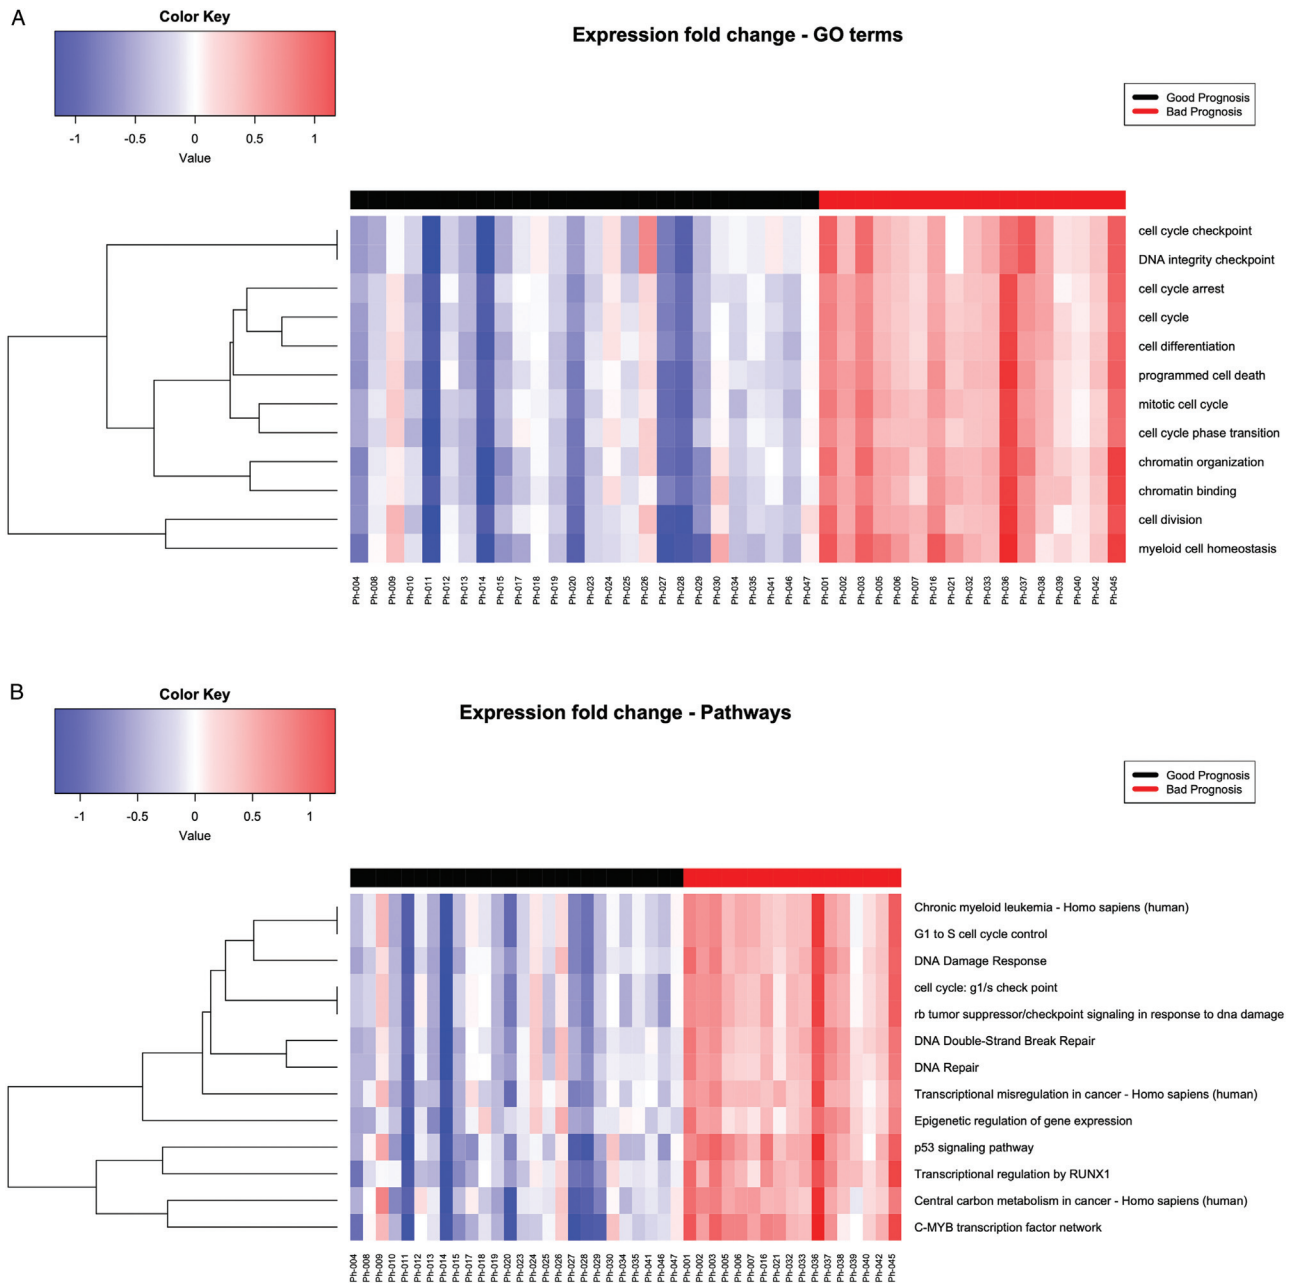 A
Color Key
Expression fold change - GO terms
-1 -0.5 0 0.5 1
Value
Good Prognosis
Bad Prognosis
cell cycle checkpoint
DNA integrity checkpoint
cell cycle arrest
cell cycle
cell differentiation
programmed cell death
mitotic cell cycle
cell cycle phase transition
chromatin organization
chromatin binding
cell division
myeloid cell homeostasis
Ph-004 Ph-008 Ph-009 Ph-010 Ph-011 Ph-012 Ph-013 Ph-014 Ph-015 Ph-017 Ph-018 Ph-019 Ph-020 Ph-023 Ph-024 Ph-025 Ph-026 Ph-027 Ph-028 Ph-029 Ph-030 Ph-034 Ph-035 Ph-041 Ph-046 Ph-047 Ph-001 Ph-002 Ph-003 Ph-005 Ph-006 Ph-007 Ph-016 Ph-021 Ph-032 Ph-033 Ph-036 Ph-037 Ph-038 Ph-039 Ph-040 Ph-042 Ph-045
B
Color Key
Expression fold change - Pathways
-1 -0.5 0 0.5 1
Value
Good Prognosis
Bad Prognosis
Chronic myeloid leukemia - Homo sapiens (human)
G1 to S cell cycle control
DNA Damage Response
cell cycle: g1/s check point
rb tumor suppressor/checkpoint signaling in response to dna damage
DNA Double-Strand Break Repair
DNA Repair
Transcriptional misregulation in cancer - Homo sapiens (human)
Epigenetic regulation of gene expression
p53 signaling pathway
Transcriptional regulation by RUNX1
Central carbon metabolism in cancer - Homo sapiens (human)
C-MYB transcription factor network
Ph-004 Ph-008 Ph-009 Ph-010 Ph-011 Ph-012 Ph-013 Ph-014 Ph-015 Ph-017 Ph-018 Ph-019 Ph-020 Ph-023 Ph-024 Ph-025 Ph-026 Ph-027 Ph-028 Ph-029 Ph-030 Ph-034 Ph-035 Ph-041 Ph-046 Ph-047 Ph-001 Ph-002 Ph-003 Ph-005 Ph-006 Ph-007 Ph-016 Ph-021 Ph-032 Ph-033 Ph-036 Ph-037 Ph-038 Ph-039 Ph-040 Ph-042 Ph-045